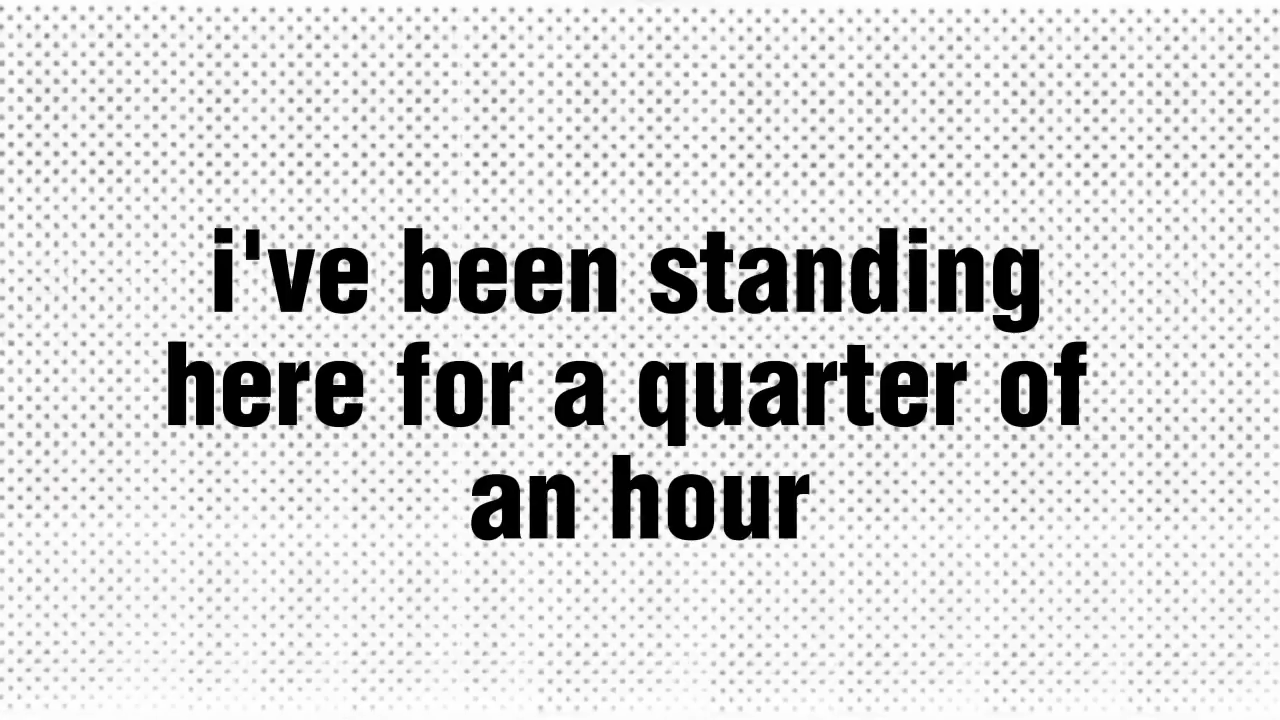 i've been standing
here for a quarter of
an hour